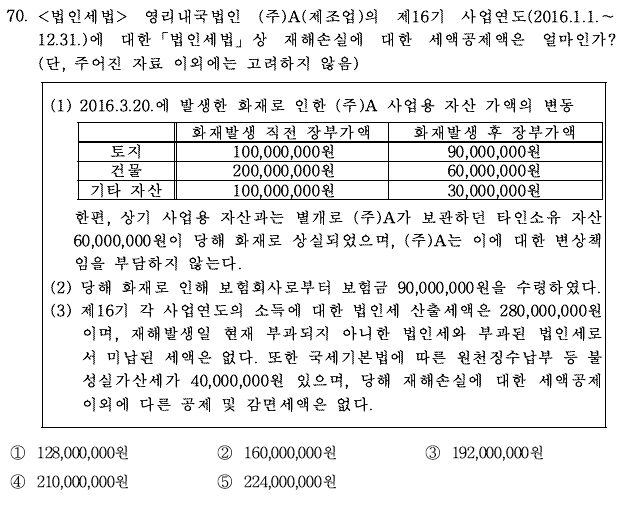 70. <법인세법> 영리내국법인 (주)A(제조업)의 제16기 사업연도(2016.1.1.~
12.31.)에 대한「법인세법」상 재해손실에 대한 세액공제액은 얼마인가?
(단, 주어진 자료 이외에는 고려하지 않음)
(1) 2016.3.20.에 발생한 화재로 인한 (주)A 사업용 자산 가액의 변동
화재발생 직전 장부가액 화재발생 후 장부가액
토지 100,000,000원 90,000,000원
건물 200,000,000원 60,000,000원
기타 자산 100,000,000원 30,000,000원
한편, 상기 사업용 자산과는 별개로 (주)A가 보관하던 타인소유 자산
60,000,000원이 당해 화재로 상실되었으며, (주)A는 이에 대한 변상책
임을 부담하지 않는다.
(2) 당해 화재로 인해 보험회사로부터 보험금 90,000,000원을 수령하였다.
(3) 제16기 각 사업연도의 소득에 대한 법인세 산출세액은 280,000,000원
이며, 재해발생일 현재 부과되지 아니한 법인세와 부과된 법인세로
서 미납된 세액은 없다. 또한 국세기본법에 따른 원천징수납부 등 불
성실가산세가 40,000,000원 있으며, 당해 재해손실에 대한 세액공제
이외에 다른 공제 및 감면세액은 없다.
① 128,000,000원 ② 160,000,000원 ③ 192,000,000원
④ 210,000,000원 ⑤ 224,000,000원